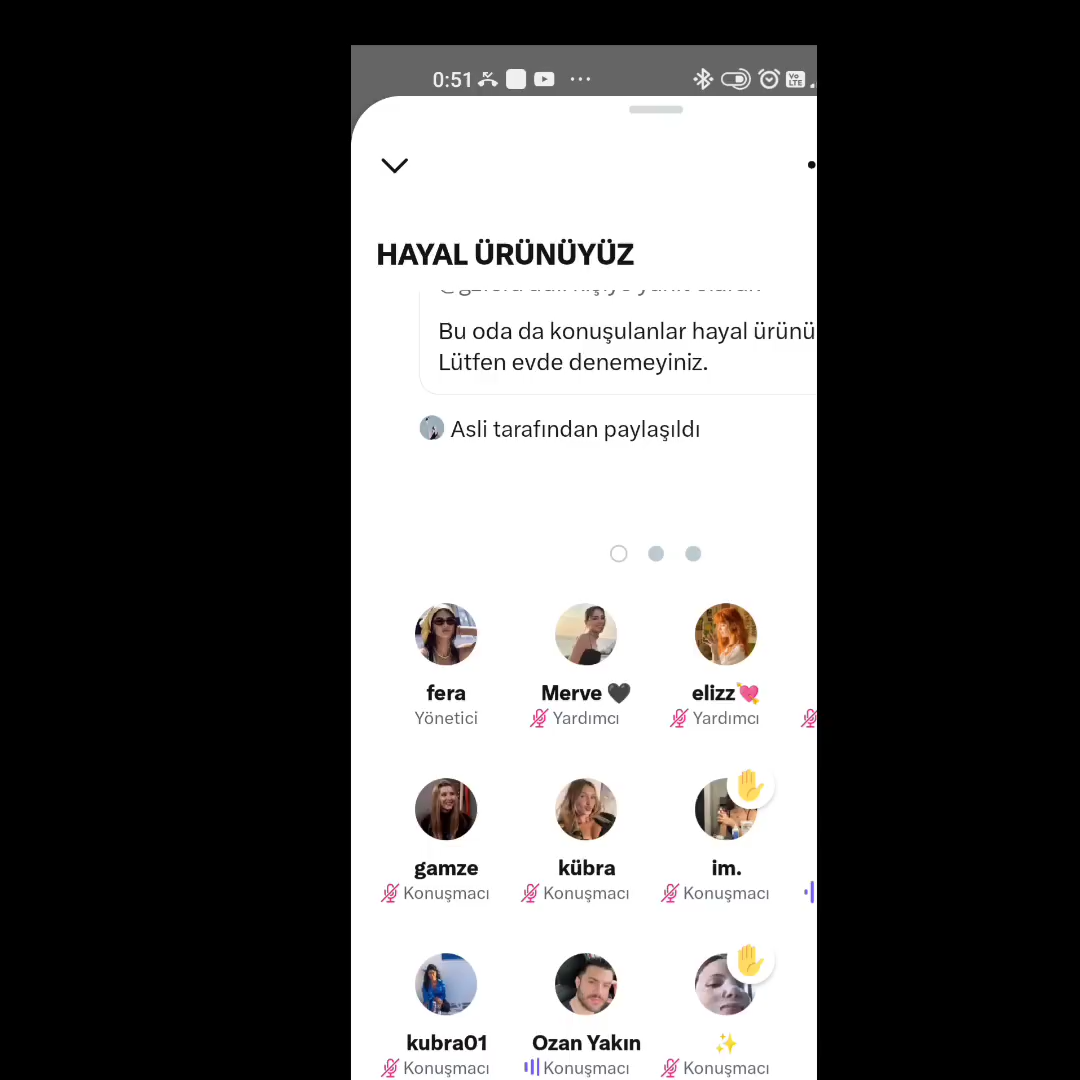 0:51
HAYAL ÜRÜNÜYÜZ
Bu oda da konuşulanlar hayal ürünü
Lütfen evde denemeyiniz.
Asli tarafından paylaşıldı
fera Merve 🖤 elizz💘
Yönetici Yardımcı Yardımcı
gamze kübra im.
Konuşmacı Konuşmacı Konuşmacı
kubra01 Ozan Yakın ✨
Konuşmacı Konuşmacı Konuşmacı